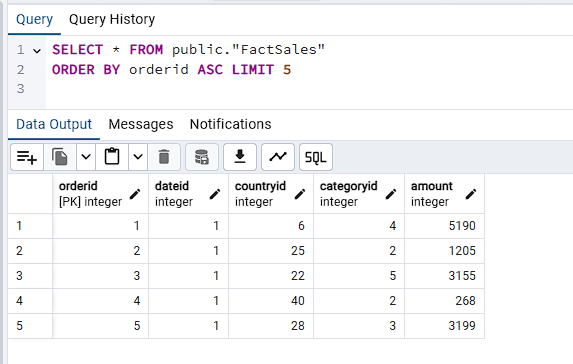 Query Query History
1 SELECT * FROM public."FactSales"
2 ORDER BY orderid ASC LIMIT 5
3
Data Output Messages Notifications
SQL
orderid dateid countryid categoryid amount
[PK] integer integer integer integer integer
1 1 1 6 4 5190
2 2 1 25 2 1205
3 3 1 22 5 3155
4 4 1 40 2 268
5 5 1 28 3 3199